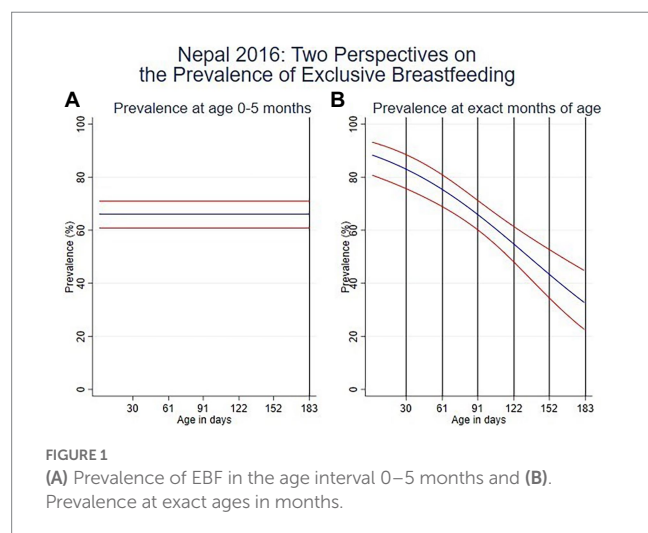 Nepal 2016: Two Perspectives on
the Prevalence of Exclusive Breastfeeding
A
Prevalence at age 0-5 months
100
80
60
40
20
0
Prevalence (%)
30 61 91 122 152 183
Age in days
B
Prevalence at exact months of age
100
80
60
40
20
0
Prevalence (%)
30 61 91 122 152 183
Age in days
FIGURE 1
(A) Prevalence of EBF in the age interval 0–5 months and (B).
Prevalence at exact ages in months.